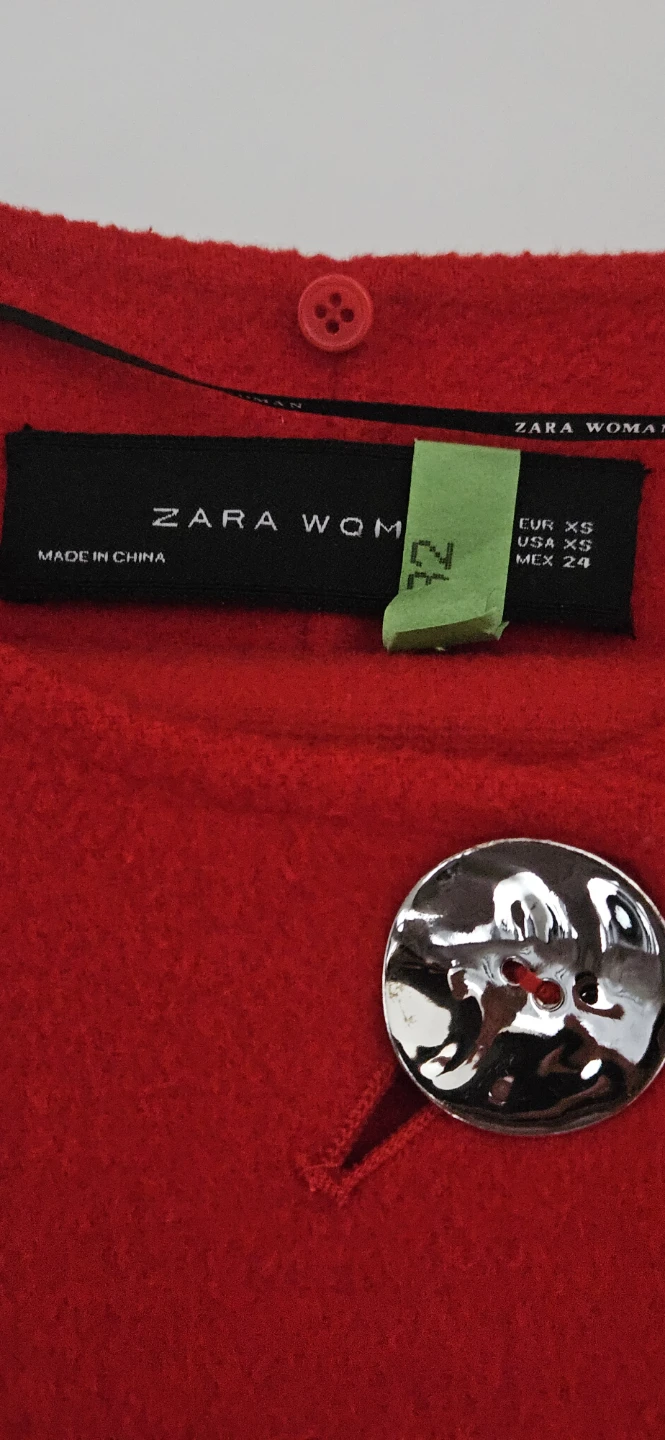 ZARA WOMAN
ZARA WOM
MADE IN CHINA
EUR XS
USA XS
MEX 24